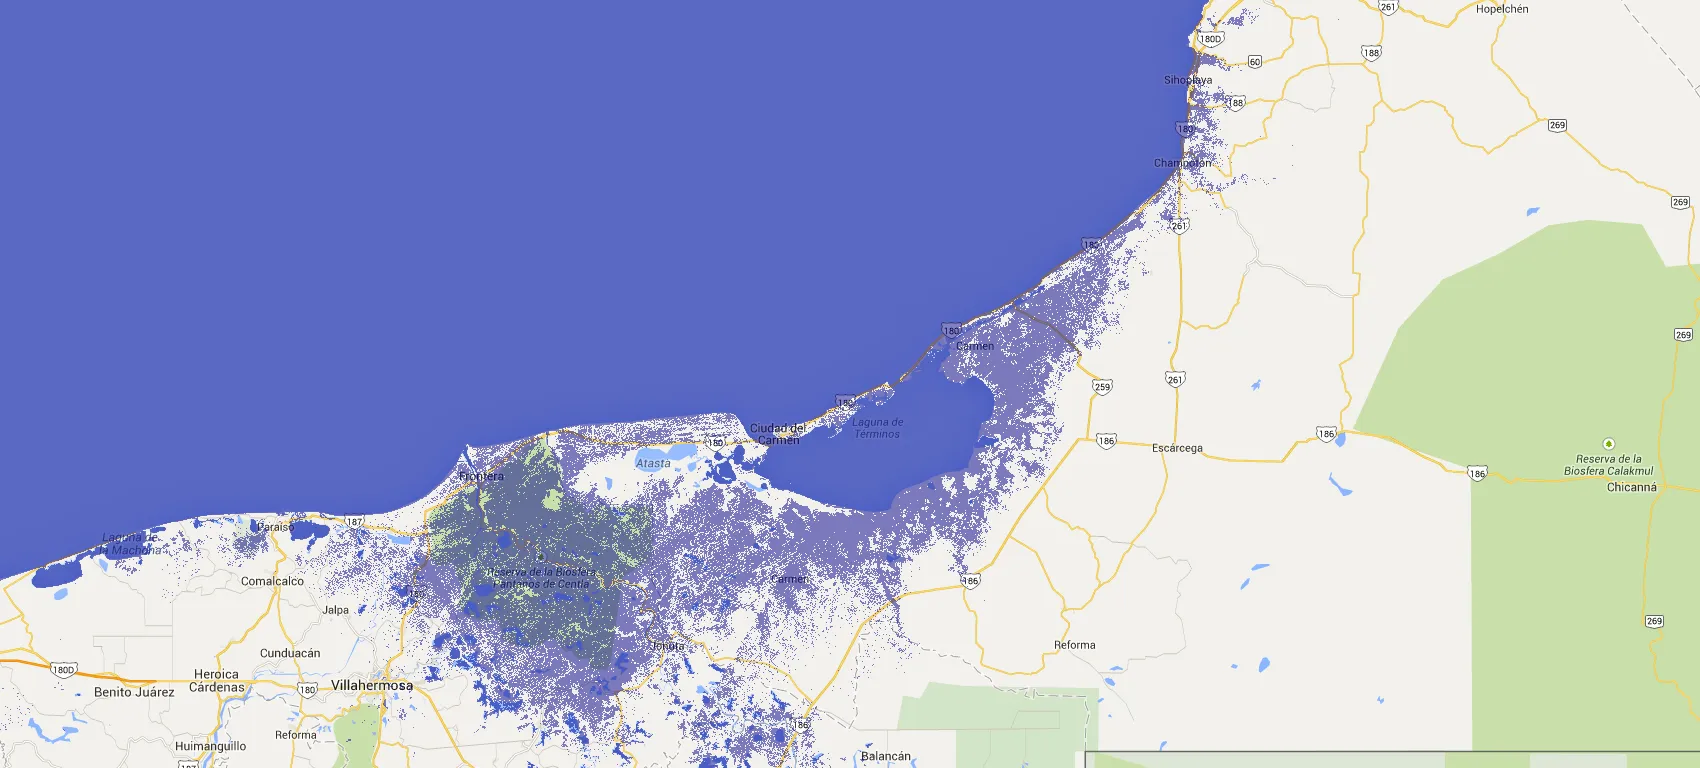 261
Hopelchén
180D
188
60
Sihoplaya
188
269
180
Champotón
269
261
180
180
269
Carmen
259
261
180
Laguna de
Términos
Ciudad del
Carmen
180
186
186
Escárcega
Reserva de la
Biosfera Calakmul
Atasta
186
Chicanná
Frontera
187
Paraíso
Laguna de
la Machona
Reserva de la Biosfera
Pantanos de Centla
Carmen
186
Comalcalco
180
Jalpa
269
Jonuta
Reforma
Cunduacán
180D
Heroica
Cárdenas
Benito Juárez
180
Villahermosa
186
Reforma
Huimanguillo
Balancán
187